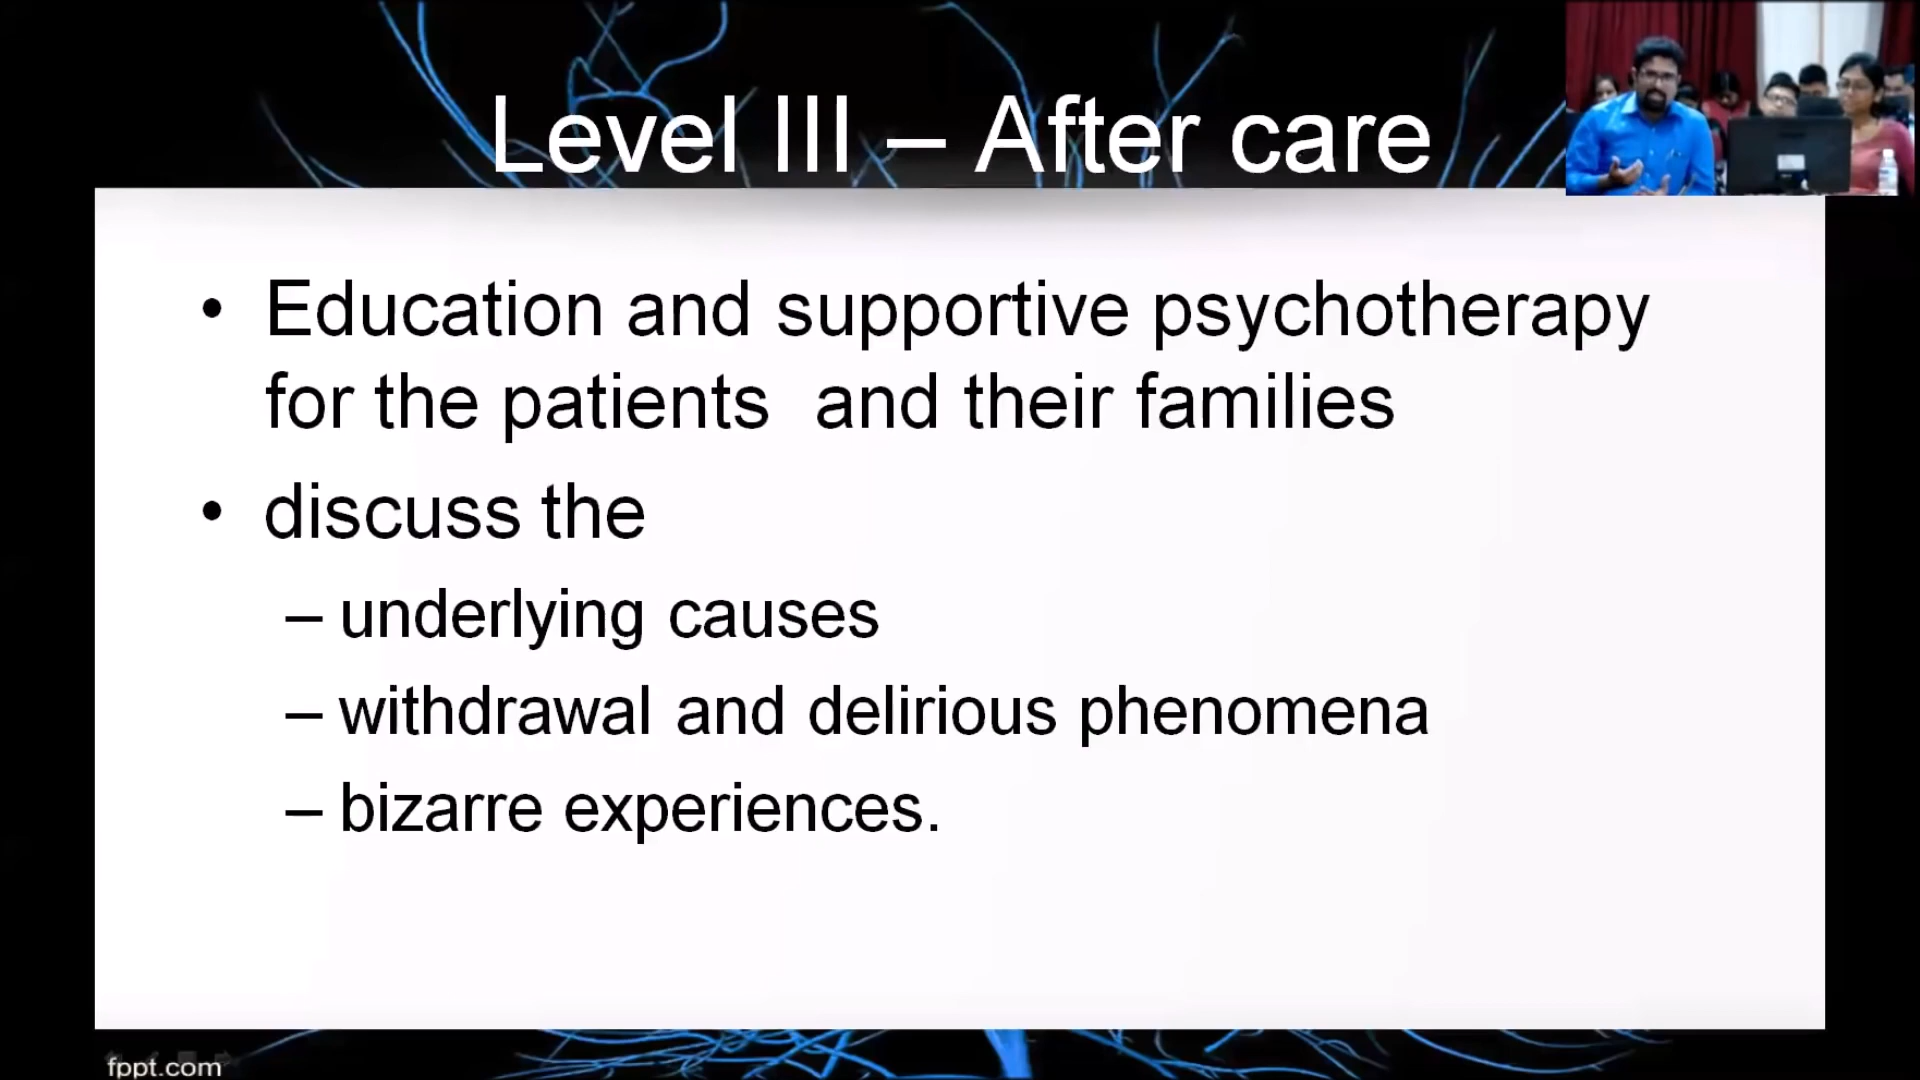 Level III – After care
• Education and supportive psychotherapy
for the patients  and their families
• discuss the
– underlying causes
– withdrawal and delirious phenomena
– bizarre experiences.
fppt.com